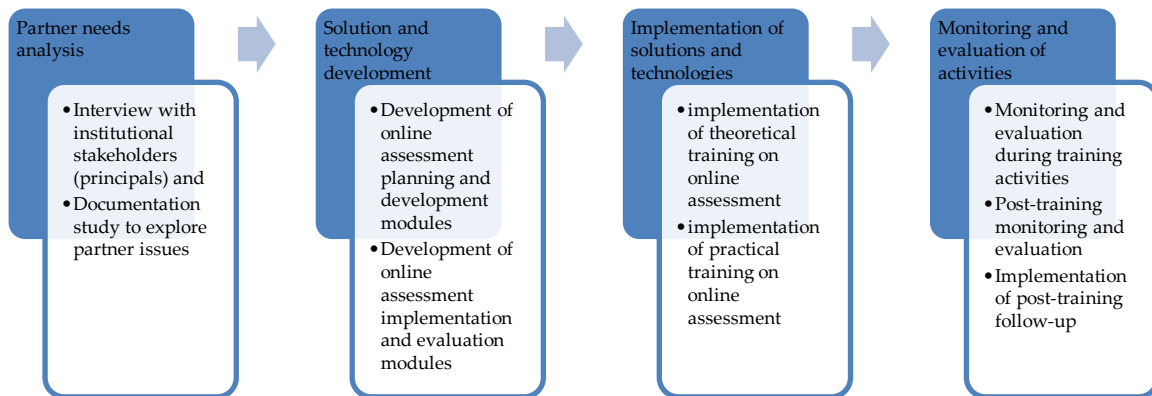 Partner needs
analysis
•Interview with
institutional
stakeholders
(principals) and
•Documentation
study to explore
partner issues
Solution and
technology
development
•Development of
online
assessment
planning and
development
modules
•Development of
online
assessment
implementation
and evaluation
modules
Implementation of
solutions and
technologies
•implementation
of theoretical
training on
online
assessment
•implementation
of practical
training on
online
assessment
Monitoring and
evaluation of
activities
•Monitoring and
evaluation
during training
activities
•Post-training
monitoring and
evaluation
•Implementation
of post-training
follow-up